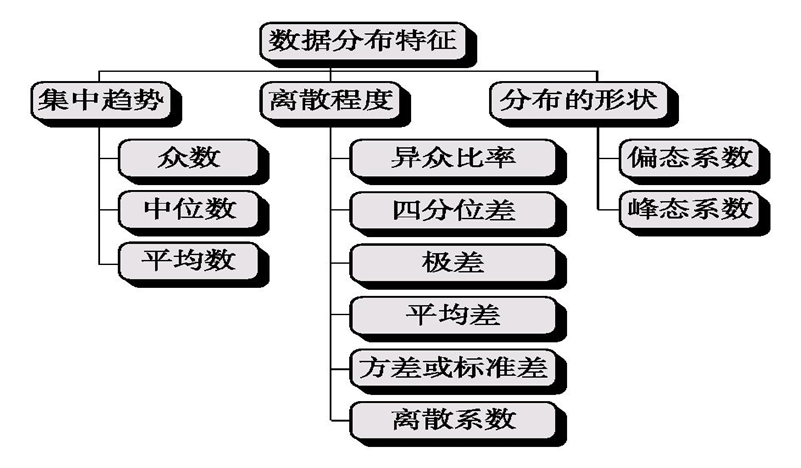 数据分布特征
集中趋势
众数
中位数
平均数
离散程度
异众比率
四分位差
极差
平均差
方差或标准差
离散系数
分布的形状
偏态系数
峰态系数